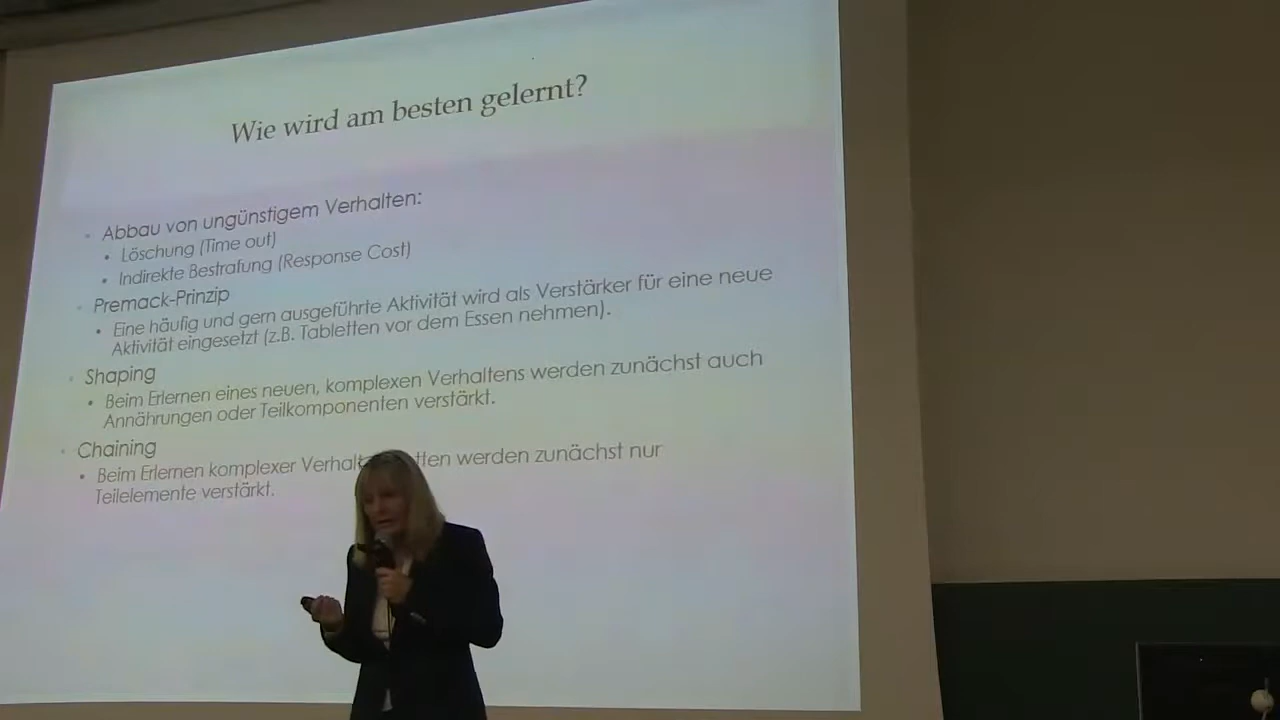 Wie wird am besten gelernt?
Abbau von ungünstigem Verhalten:
Löschung (Time out)
Indirekte Bestrafung (Response Cost)
Premack-Prinzip
Eine häufig und gern ausgeführte Aktivität wird als Verstärker für eine neue
Aktivität eingesetzt (z.B. Tabletten vor dem Essen nehmen).
Shaping
Beim Erlernen eines neuen, komplexen Verhaltens werden zunächst auch
Annährungen oder Teilkomponenten verstärkt.
Chaining
Beim Erlernen komplexer werden zunächst nur
Teilelemente verstärkt.